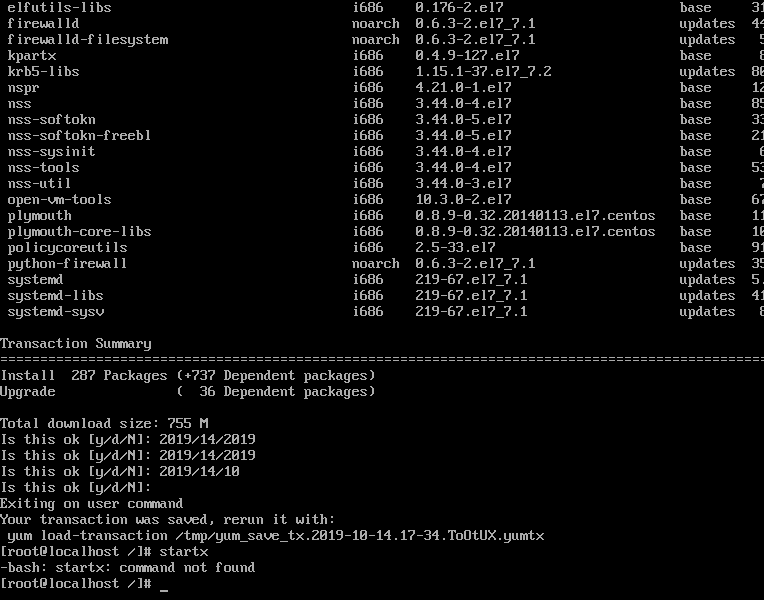 elfutils-libs i686 0.176-2.el7 base 31
firewalld noarch 0.6.3-2.el7_7.1 updates 44
firewalld-filesystem noarch 0.6.3-2.el7_7.1 updates 5
kpartx i686 0.4.9-127.el7 base 8
krb5-libs i686 1.15.1-37.el7_7.2 updates 80
nspr i686 4.21.0-1.el7 base 12
nss i686 3.44.0-4.el7 base 85
nss-softokn i686 3.44.0-5.el7 base 33
nss-softokn-freebl i686 3.44.0-5.el7 base 21
nss-sysinit i686 3.44.0-4.el7 base 6
nss-tools i686 3.44.0-4.el7 base 53
nss-util i686 3.44.0-3.el7 base 7
open-vm-tools i686 10.3.0-2.el7 base 67
plymouth i686 0.8.9-0.32.20140113.el7.centos base 11
plymouth-core-libs i686 0.8.9-0.32.20140113.el7.centos base 10
policycoreutils i686 2.5-33.el7 base 91
python-firewall noarch 0.6.3-2.el7_7.1 updates 35
systemd i686 219-67.el7_7.1 updates 5.
systemd-libs i686 219-67.el7_7.1 updates 41
systemd-sysv i686 219-67.el7_7.1 updates 8
Transaction Summary
================================================================================================
Install 287 Packages (+737 Dependent packages)
Upgrade ( 36 Dependent packages)
Total download size: 755 M
Is this ok [y/d/N]: 2019/14/2019
Is this ok [y/d/N]: 2019/14/2019
Is this ok [y/d/N]: 2019/14/10
Is this ok [y/d/N]:
Exiting on user command
Your transaction was saved, rerun it with:
yum load-transaction /tmp/yum_save_tx.2019-10-14.17-34.ToOtUX.yumtx
[root@localhost /]# startx
-bash: startx: command not found
[root@localhost /]# _